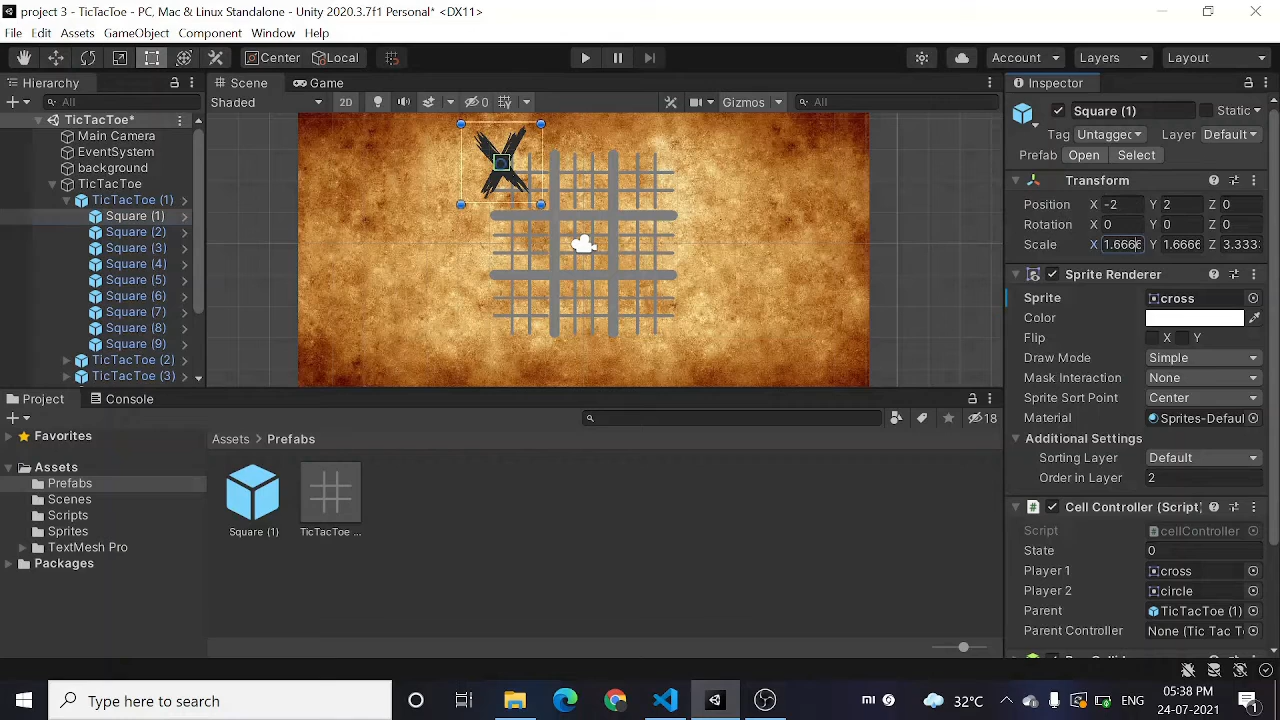 project 3 - TicTacToe - PC, Mac & Linux Standalone - Unity 2020.3.7f1 Personal* <DX11>
File Edit Assets GameObject Component Window Help
Center Local Account Layers Layout
Hierarchy Scene Game Inspector
All Shaded 2D 0 Gizmos All Square (1) Static
TicTacToe*
Main Camera
EventSystem
background
TicTacToe
TicTacToe (1)
Square (1)
Square (2)
Square (3)
Square (4)
Square (5)
Square (6)
Square (7)
Square (8)
Square (9)
TicTacToe (2)
TicTacToe (3)
Tag Untagged Layer Default
Prefab Open Select
Transform
Position X -2 Y 2 Z 0
Rotation X 0 Y 0 Z 0
Scale X 1.6666 Y 1.6666 Z 3.333
Sprite Renderer
Sprite cross
Color
Flip X Y
Draw Mode Simple
Mask Interaction None
Sprite Sort Point Center
Material Sprites-Defaul
Additional Settings
Sorting Layer Default
Order in Layer 2
Cell Controller (Script)
Script cellController
State 0
Player 1 cross
Player 2 circle
Parent TicTacToe (1)
Parent Controller None (Tic Tac T
Project Console
18
Favorites
Assets
Prefabs
Scenes
Scripts
Sprites
TextMesh Pro
Packages
Assets > Prefabs
Square (1) TicTacToe ...
Type here to search
mi 32°C ENG 05:38 PM
24-07-2021
1